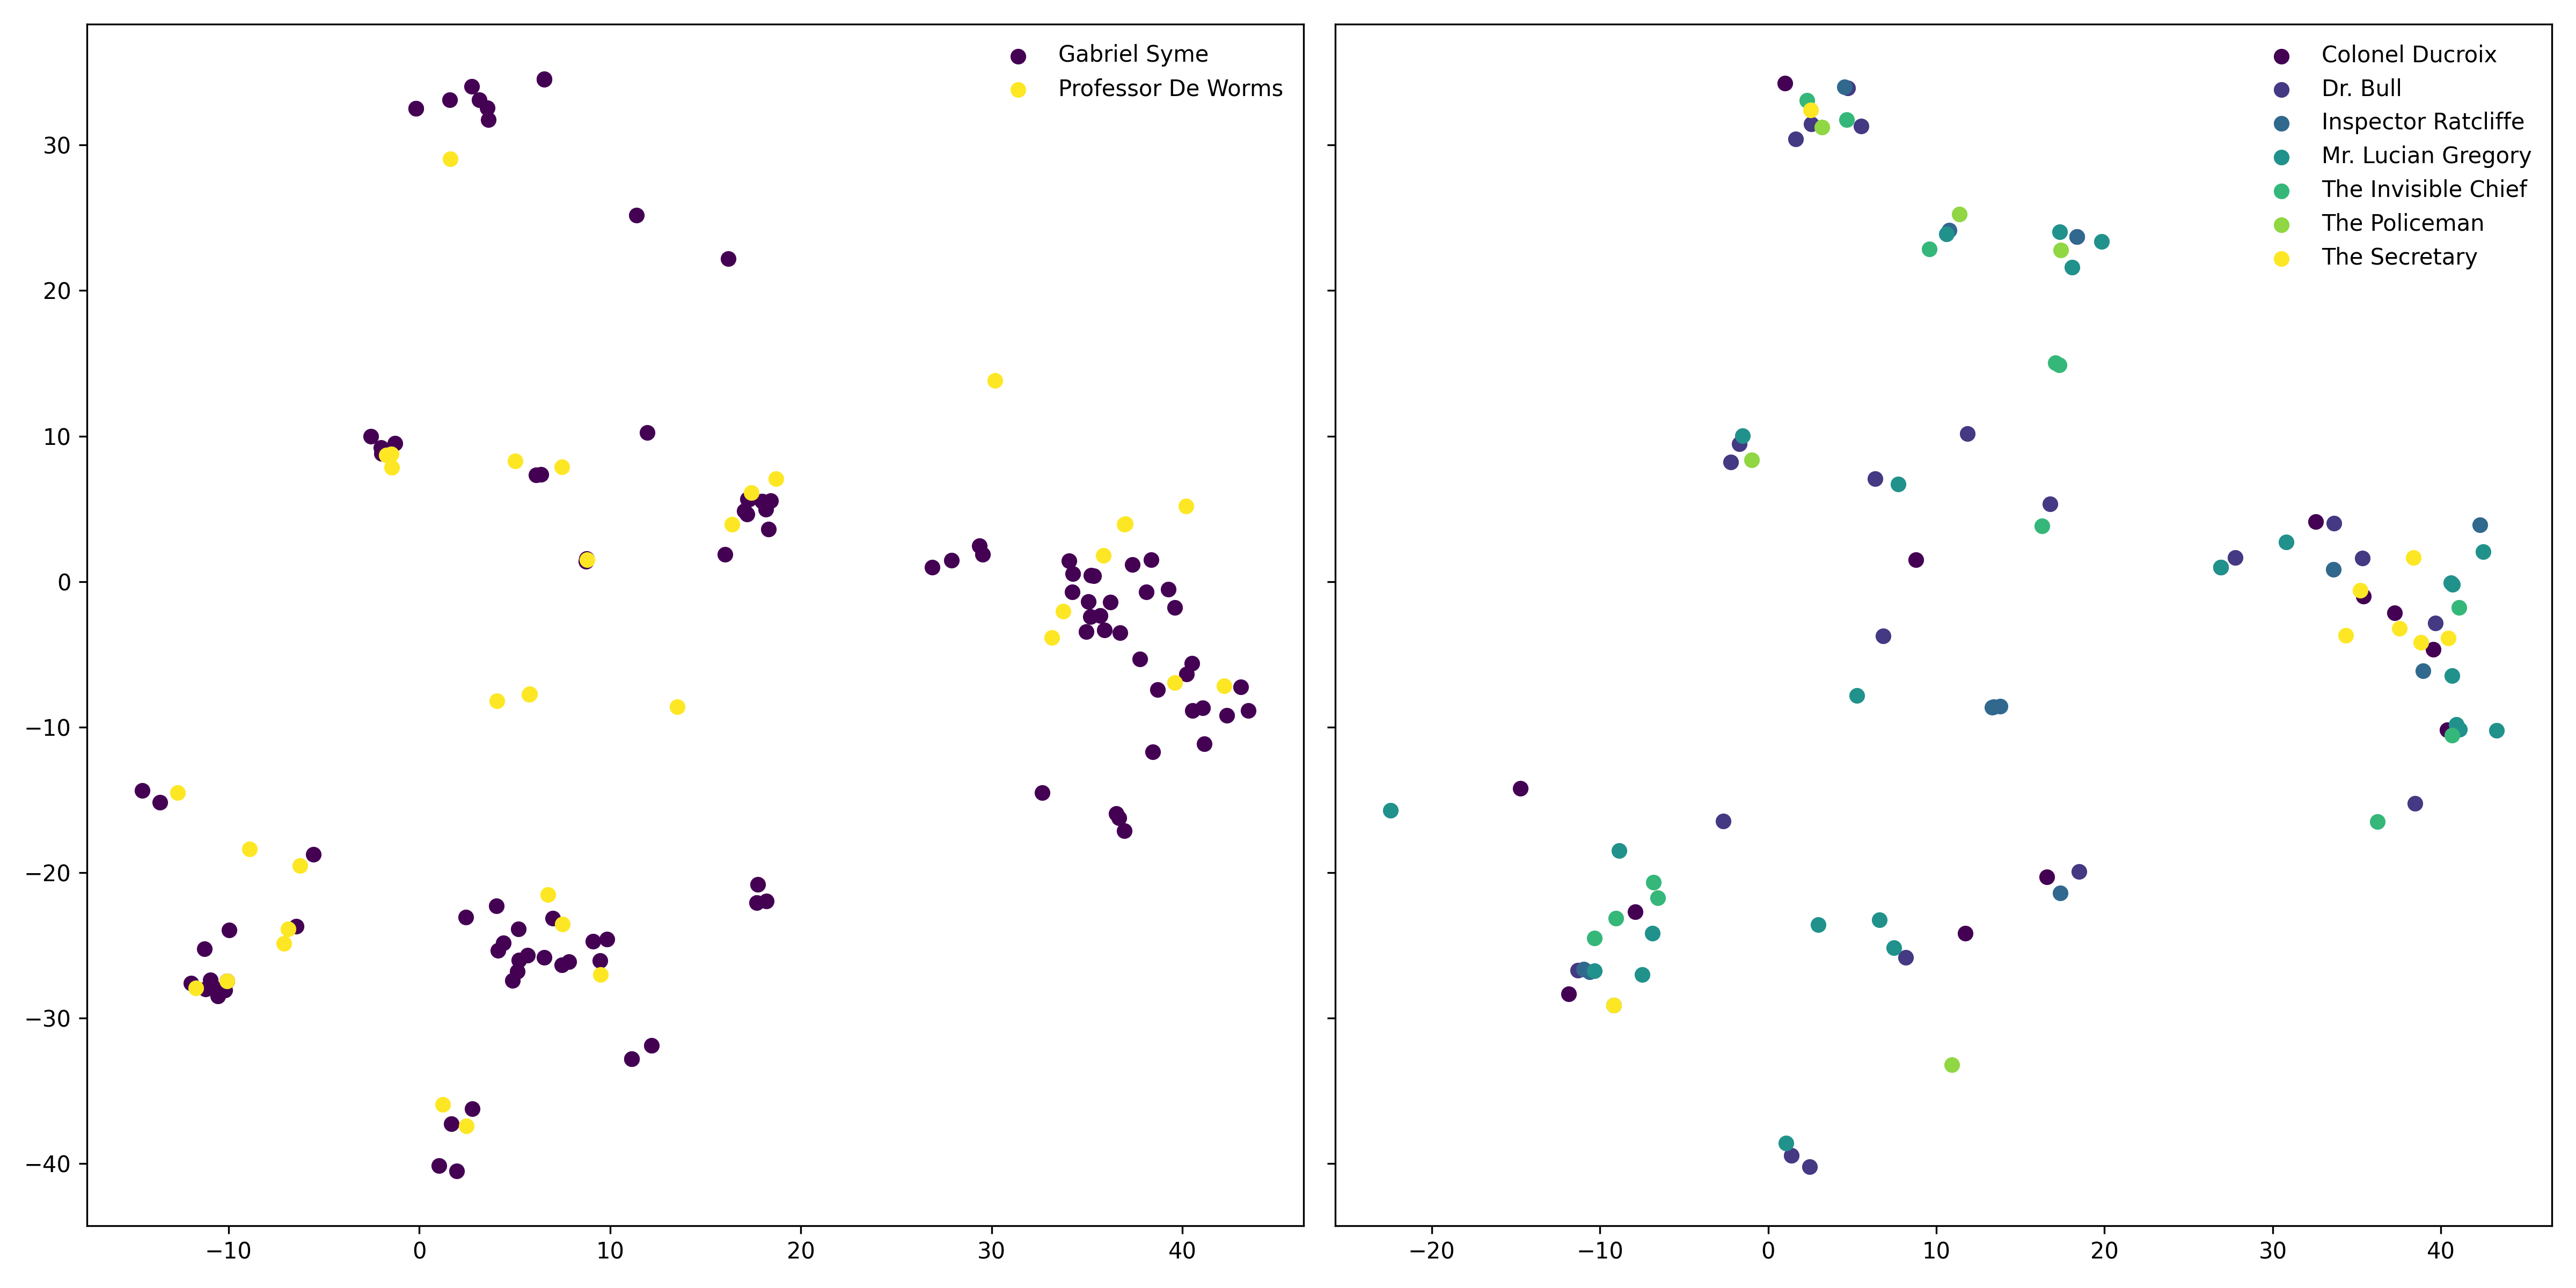 Gabriel Syme
Professor De Worms
30
20
10
0
−10
−20
−30
−40
−10 0 10 20 30 40
Colonel Ducroix
Dr. Bull
Inspector Ratcliffe
Mr. Lucian Gregory
The Invisible Chief
The Policeman
The Secretary
−20 −10 0 10 20 30 40